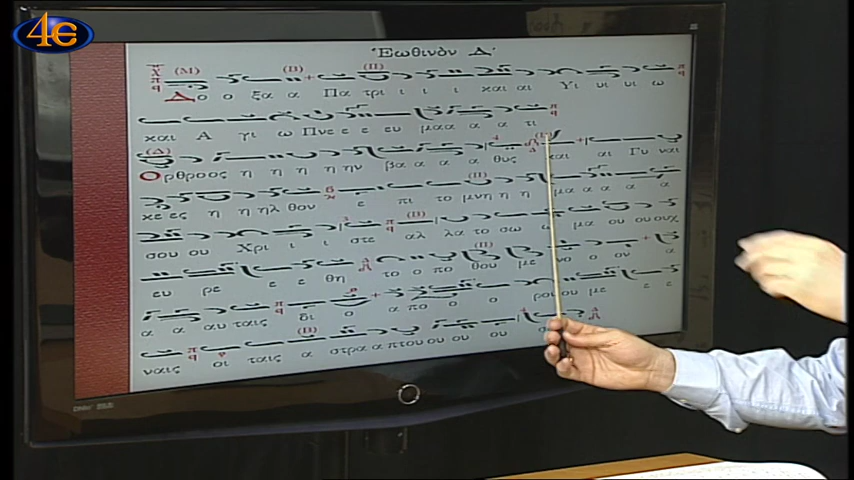 4ε
Ἑωθινὸν Δ΄
Δο ο ξα α Πα τρι ι ι ι και αι Υι υι υι ω
και Α γι ω Πνε ε ε ευ μαα α α α τι
Ορθροος η η η η ην βα α α α θυς και αι Γυ ναι
κε ες η η ηλ θον ε πι το μνη η η μα α α α α
σου ου Χρι ι ι στε αλ λα το σω ω μα ου ου ουχ
ευ ρε ε ε θη το ο πο θου με νο ο ον
α α αυ ταις δι ο α πο ο ο ρου ου με ε ε
ναις οι ταις α στρα α πτου ου ου ου